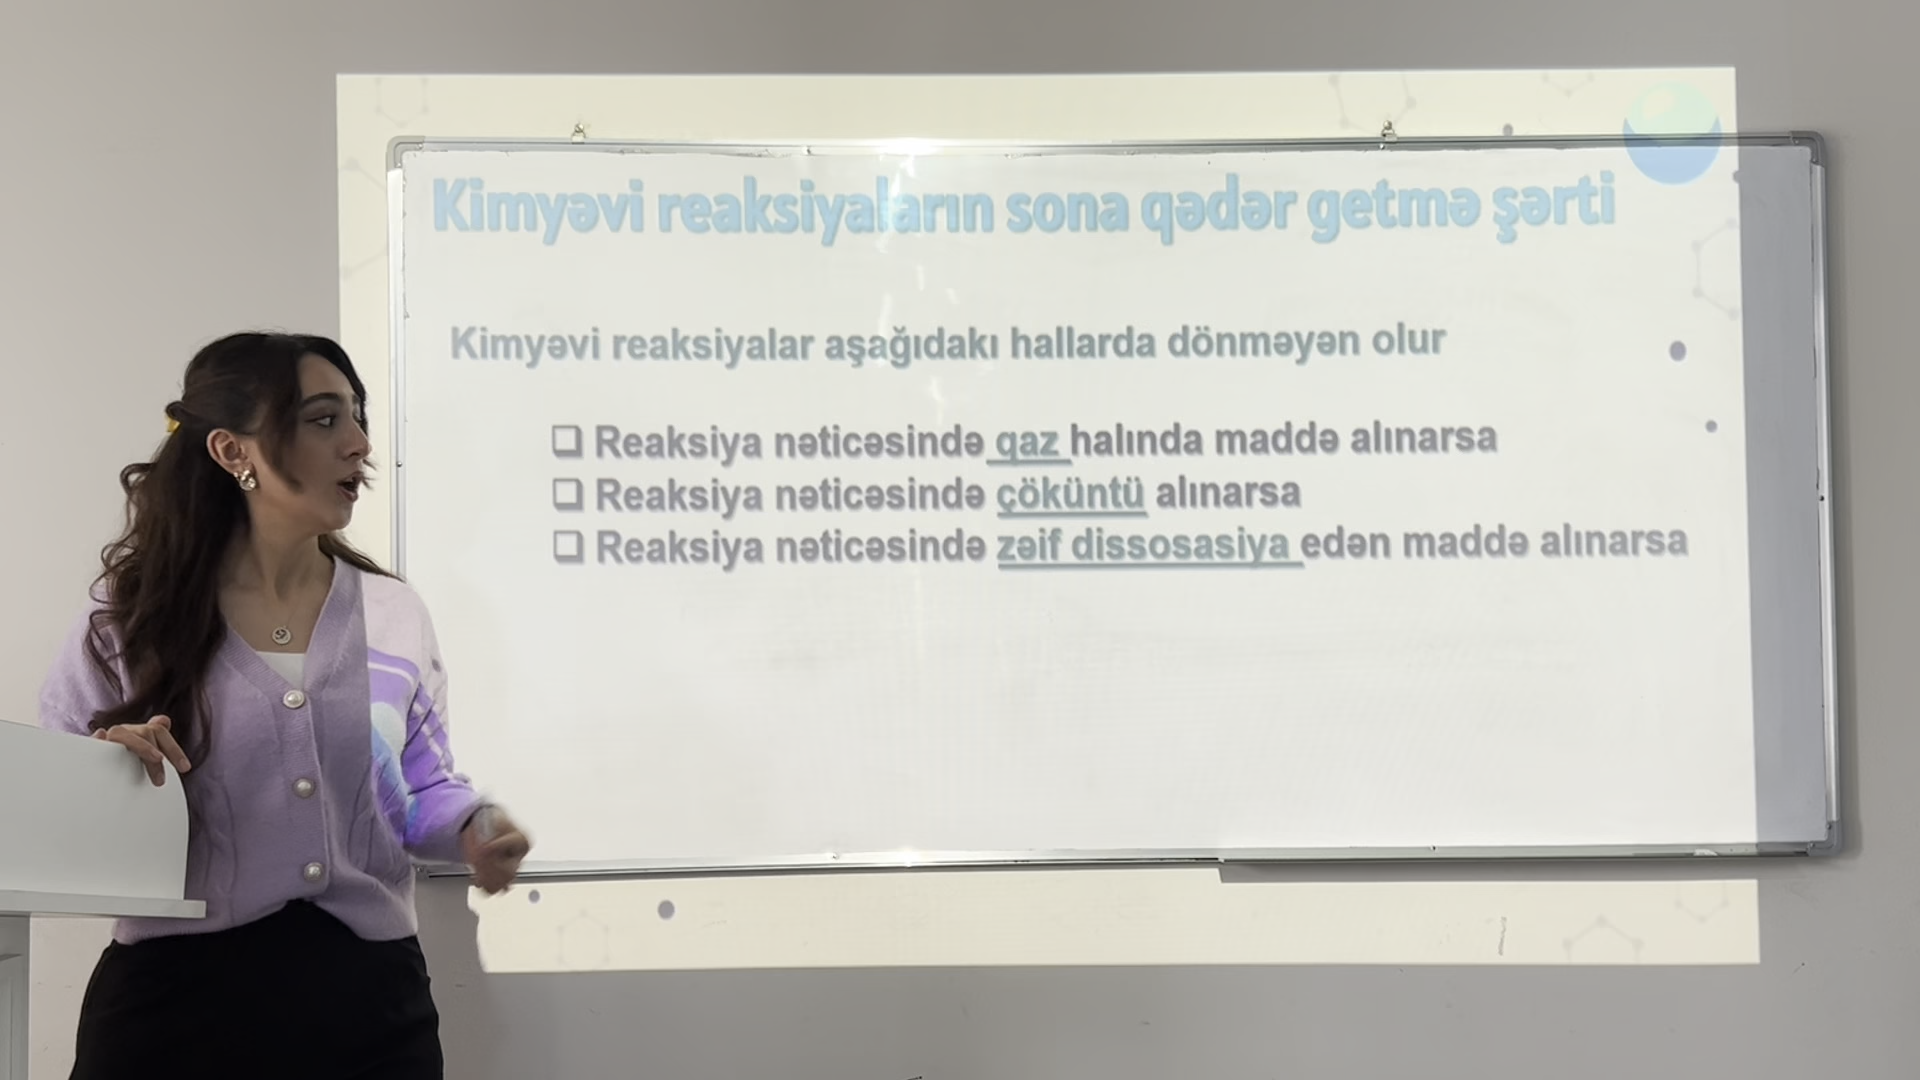 Kimyəvi reaksiyaların sona qədər getmə şərti
Kimyəvi reaksiyalar aşağıdakı hallarda dönməyən olur
❑ Reaksiya nəticəsində qaz halında maddə alınarsa
❑ Reaksiya nəticəsində çöküntü alınarsa
❑ Reaksiya nəticəsində zəif dissosasiya edən maddə alınarsa